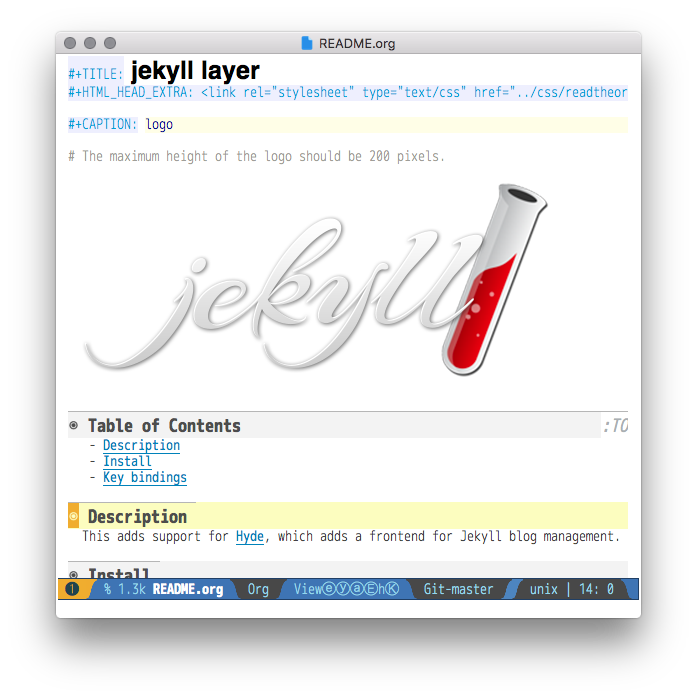 README.org
#+TITLE: jekyll layer
#+HTML_HEAD_EXTRA: <link rel="stylesheet" type="text/css" href="../css/readtheor
#+CAPTION: logo
# The maximum height of the logo should be 200 pixels.
jekyll
Table of Contents :TO
- Description
- Install
- Key bindings
Description
This adds support for Hyde, which adds a frontend for Jekyll blog management.
Install
❶ % 1.3k README.org Org ViewⓔⓨⓐⒺhⓀ Git-master unix | 14: 0